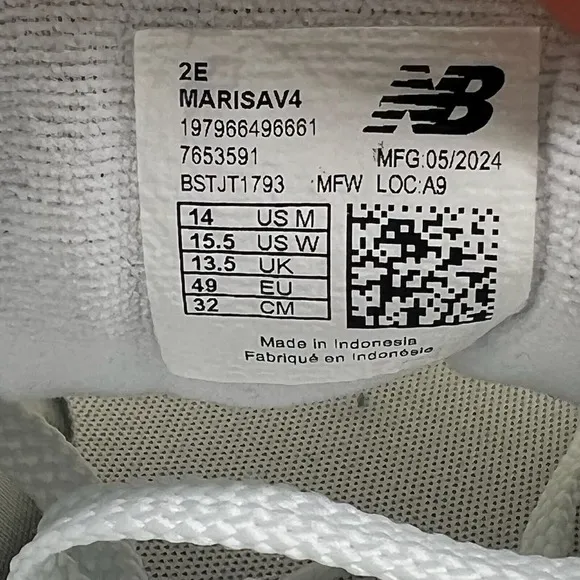 2E
MARISAV4
197966496661
7653591
BSTJT1793 MFW
NB
MFG:05/2024
LOC:A9
14 US M
15.5 US W
13.5 UK
49 EU
32 CM
Made in Indonesia
Fabriqué en Indonésie